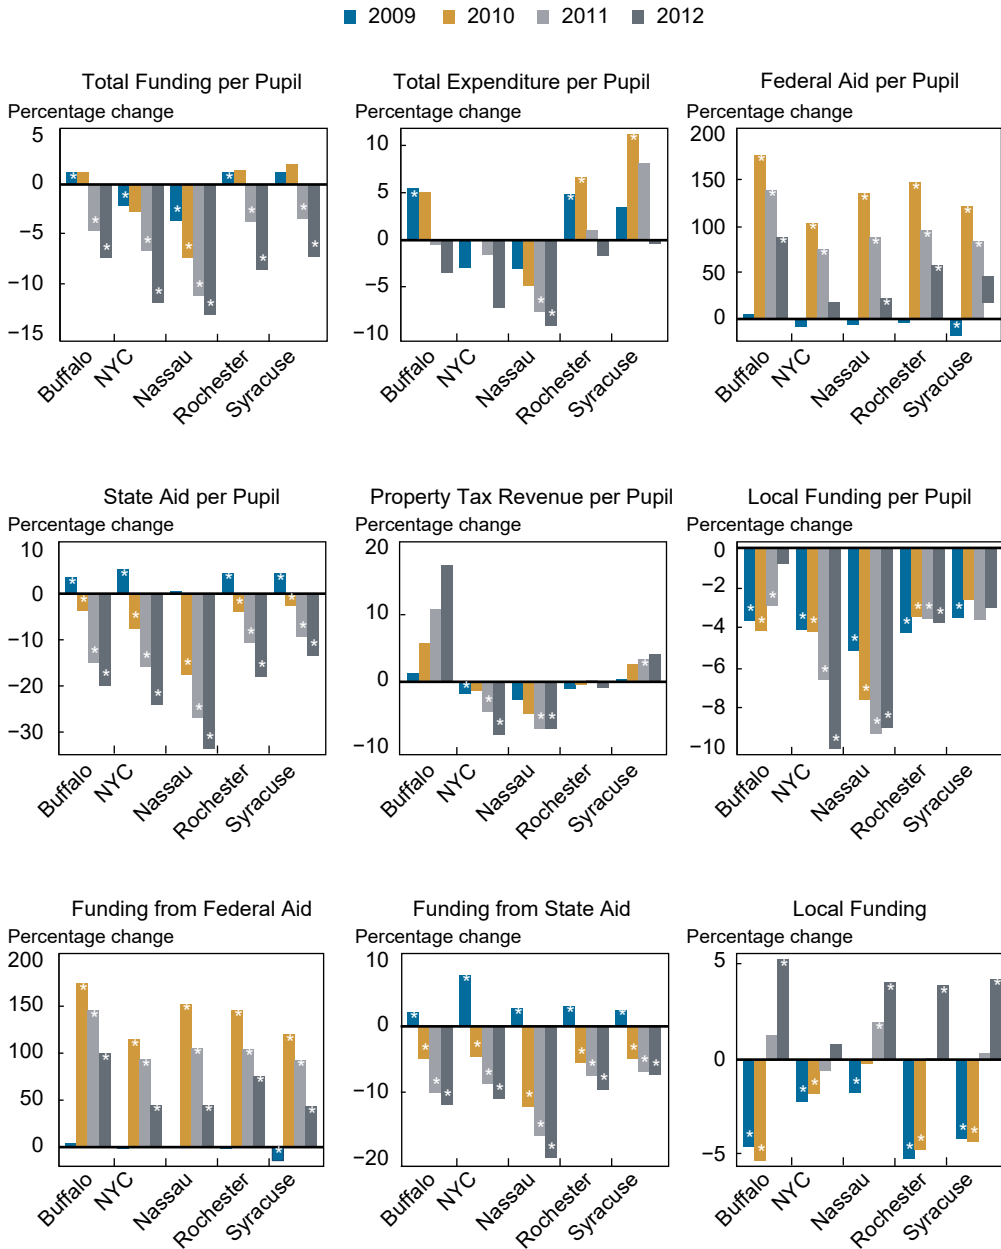 2009 2010 2011 2012
Total Funding per Pupil
Percentage change
5
0
−5
−10
−15
Buffalo
NYC
Nassau
Rochester
Syracuse
Total Expenditure per Pupil
Percentage change
10
5
0
−5
−10
Buffalo
NYC
Nassau
Rochester
Syracuse
Federal Aid per Pupil
Percentage change
200
150
100
50
0
Buffalo
NYC
Nassau
Rochester
Syracuse
State Aid per Pupil
Percentage change
10
0
−10
−20
−30
Buffalo
NYC
Nassau
Rochester
Syracuse
Property Tax Revenue per Pupil
Percentage change
20
10
0
−10
Buffalo
NYC
Nassau
Rochester
Syracuse
Local Funding per Pupil
Percentage change
0
−2
−4
−6
−8
−10
Buffalo
NYC
Nassau
Rochester
Syracuse
Funding from Federal Aid
Percentage change
200
150
100
50
0
Buffalo
NYC
Nassau
Rochester
Syracuse
Funding from State Aid
Percentage change
10
0
−10
−20
Buffalo
NYC
Nassau
Rochester
Syracuse
Local Funding
Percentage change
5
0
−5
Buffalo
NYC
Nassau
Rochester
Syracuse